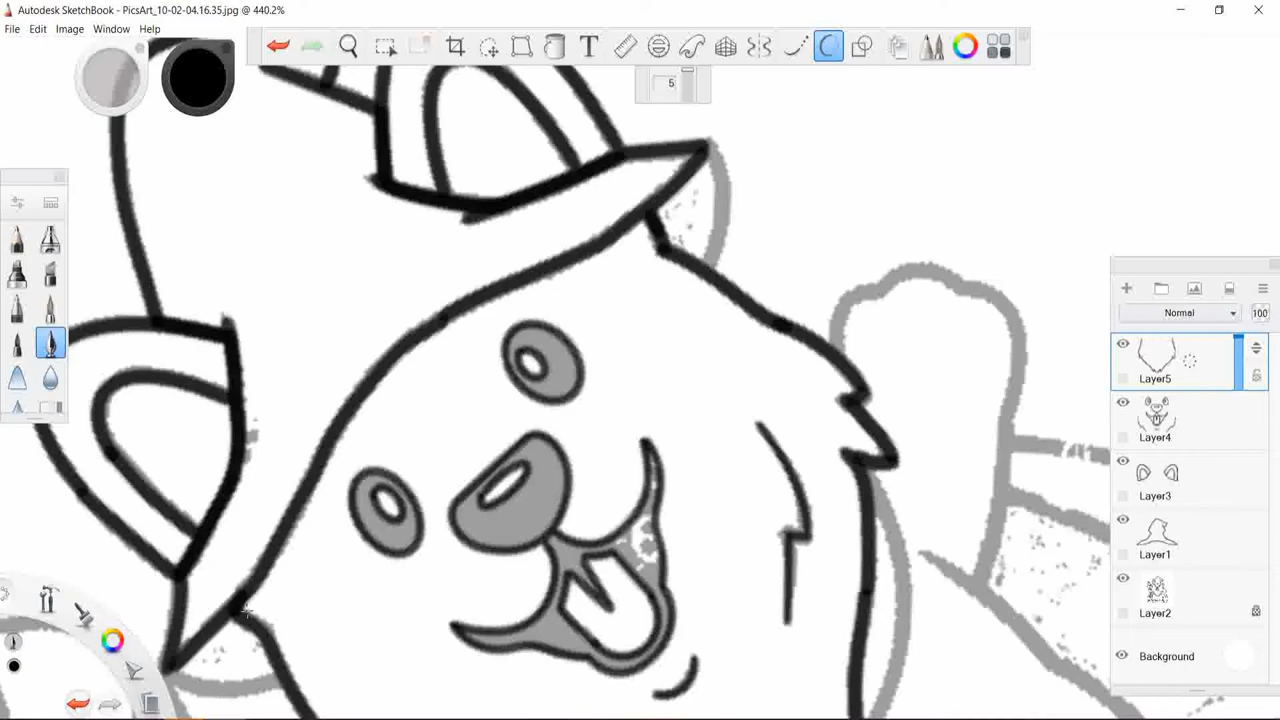 Autodesk SketchBook - PicsArt_10-02-04.16.35.jpg @ 440.2%
File Edit Image Window Help
5
Normal
100
Layer5
Layer4
Layer3
Layer1
Layer2
Background